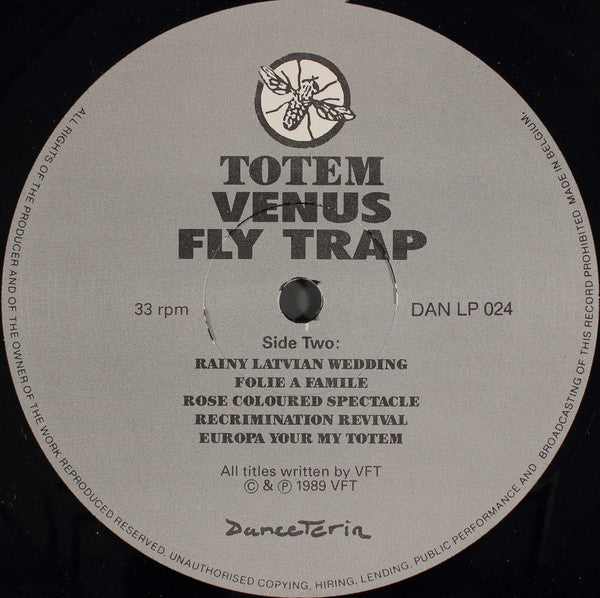 TOTEM
VENUS
FLY TRAP
33 rpm
DAN LP 024
Side Two:
RAINY LATVIAN WEDDING
FOLIE A FAMILE
ROSE COLOURED SPECTACLE
RECRIMINATION REVIVAL
EUROPA YOUR MY TOTEM
All titles written by VFT
© & ℗ 1989 VFT
Danceteria
ALL RIGHTS OF THE PRODUCER AND OF THE OWNER OF THE WORK REPRODUCED RESERVED. UNAUTHORISED COPYING, HIRING, LENDING, PUBLIC PERFORMANCE AND BROADCASTING OF THIS RECORD PROHIBITED. MADE IN BELGIUM.